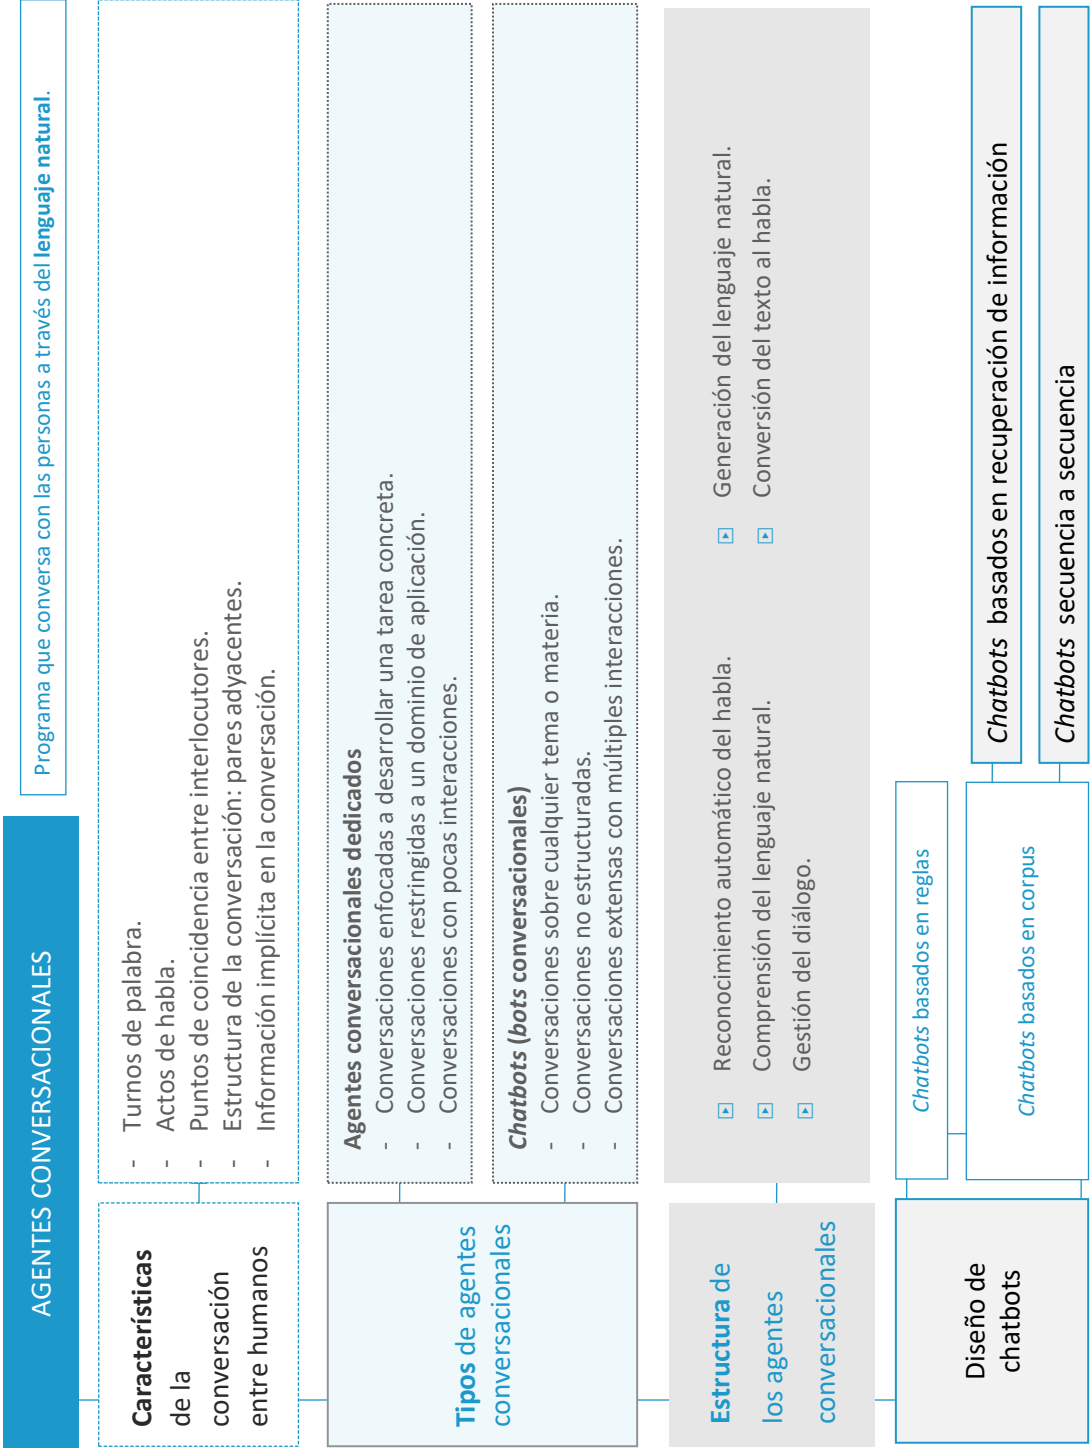 AGENTES CONVERSACIONALES
Programa que conversa con las personas a través del lenguaje natural.
Características
de la
conversación
entre humanos
- Turnos de palabra.
- Actos de habla.
- Puntos de coincidencia entre interlocutores.
- Estructura de la conversación: pares adyacentes.
- Información implícita en la conversación.
Tipos de agentes
conversacionales
Agentes conversacionales dedicados
- Conversaciones enfocadas a desarrollar una tarea concreta.
- Conversaciones restringidas a un dominio de aplicación.
- Conversaciones con pocas interacciones.
Chatbots (bots conversacionales)
- Conversaciones sobre cualquier tema o materia.
- Conversaciones no estructuradas.
- Conversaciones extensas con múltiples interacciones.
Estructura de
los agentes
conversacionales
Reconocimiento automático del habla.
Comprensión del lenguaje natural.
Gestión del diálogo.
Generación del lenguaje natural.
Conversión del texto al habla.
Diseño de
chatbots
Chatbots basados en reglas
Chatbots basados en corpus
Chatbots basados en recuperación de información
Chatbots secuencia a secuencia